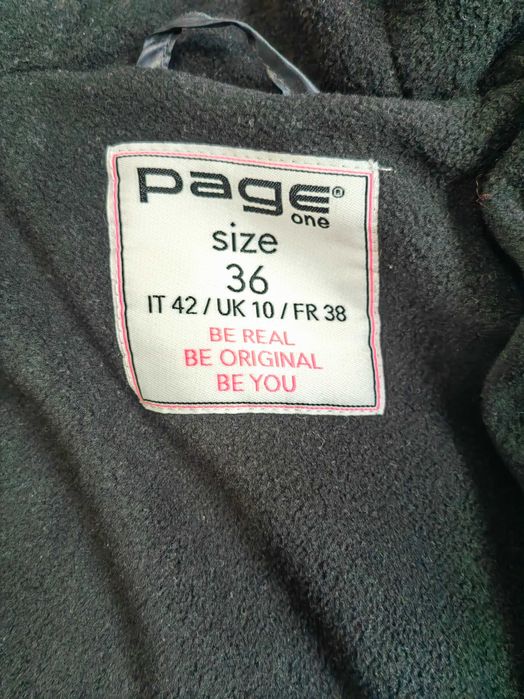 page®
one
size
36
IT 42 / UK 10 / FR 38
BE REAL
BE ORIGINAL
BE YOU